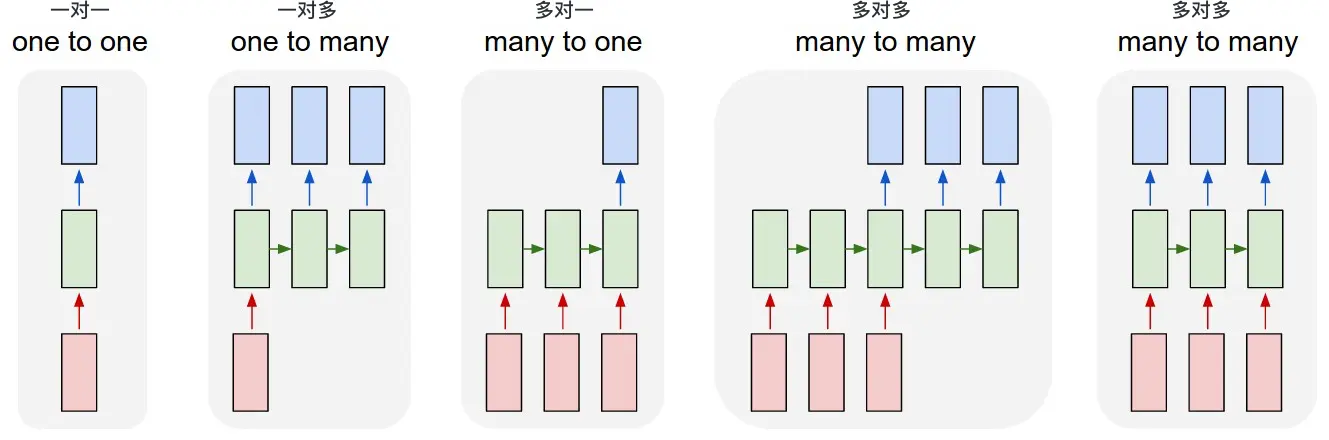 一对一
one to one
一对多
one to many
多对一
many to one
多对多
many to many
多对多
many to many